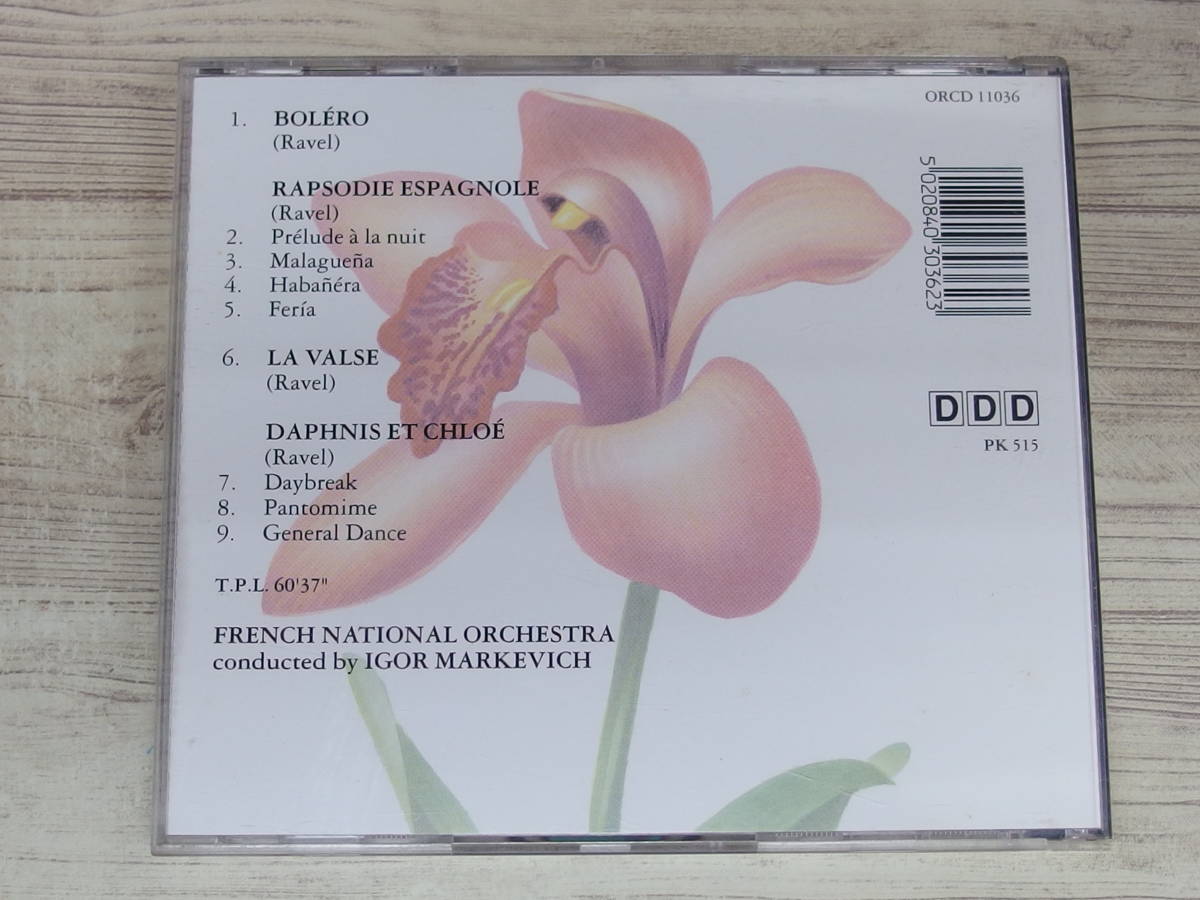 1. BOLÉRO
(Ravel)
RAPSODIE ESPAGNOLE
(Ravel)
2. Prélude à la nuit
3. Malagueña
4. Habañéra
5. Fería
6. LA VALSE
(Ravel)
DAPHNIS ET CHLOÉ
(Ravel)
7. Daybreak
8. Pantomime
9. General Dance
T.P.L. 60'37"
FRENCH NATIONAL ORCHESTRA
conducted by IGOR MARKEVICH
ORCD 11036
5 020840 303623
DDD
PK 515